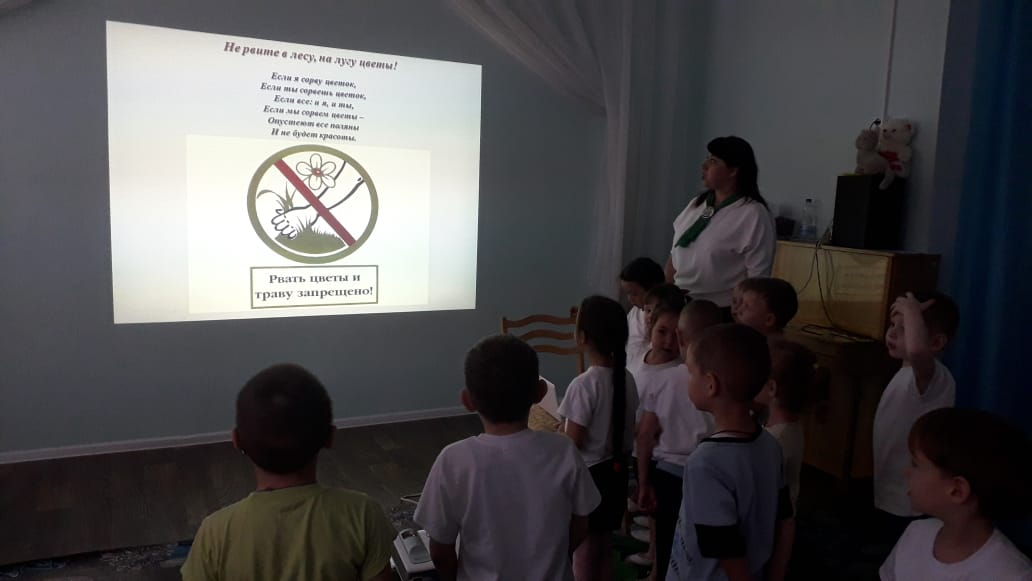 Не рвите в лесу, на лугу цветы!
Если я сорву цветок,
Если ты сорвешь цветок,
Если все: и я, и ты,
Если мы сорвем цветы –
Опустеют все поляны
И не будет красоты.
Рвать цветы и
траву запрещено!